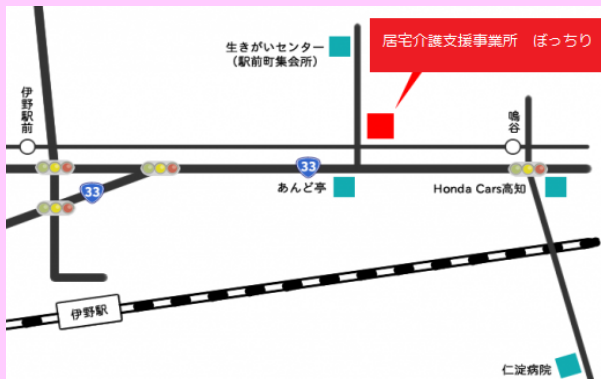 居宅介護支援事業所 ぽっちり
生きがいセンター
（駅前町集会所）
伊野駅前
鳴谷
33
33
あんど亭
Honda Cars高知
伊野駅
仁淀病院